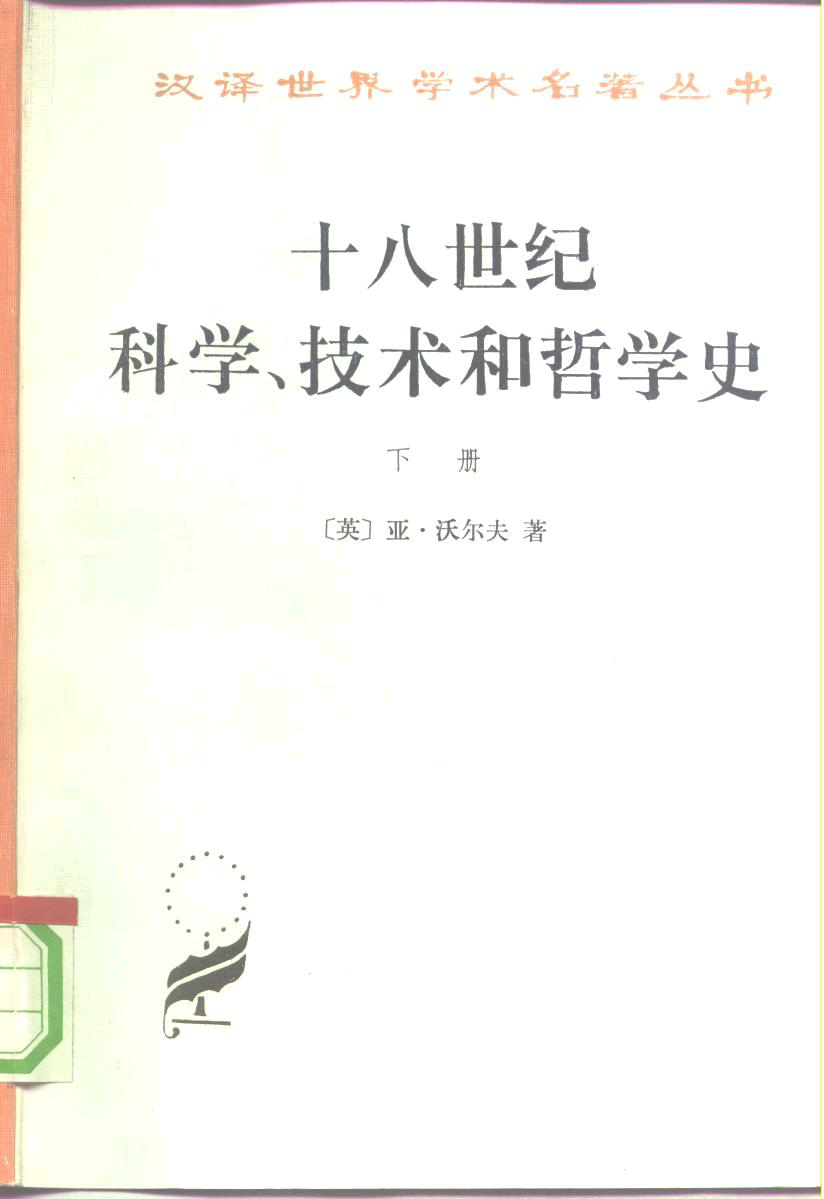 汉译世界学术名著丛书
十八世纪
科学、技术和哲学史
下 册
〔英〕亚·沃尔夫 著